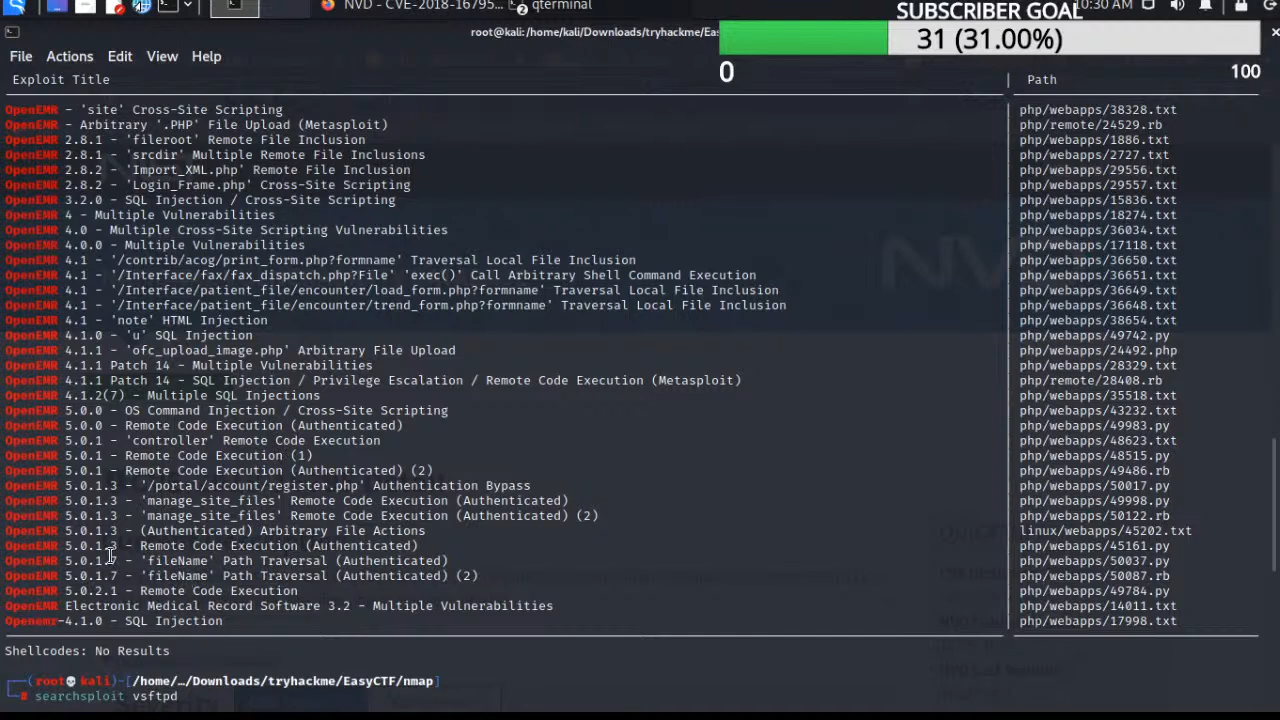 NVD - CVE-2018-16795...
qterminal
SUBSCRIBER GOAL
10:30 AM
root@kali:/home/kali/Downloads/tryhackme/Eas
31 (31.00%)
0
100
File Actions Edit View Help
Exploit Title | Path
OpenEMR - 'site' Cross-Site Scripting | php/webapps/38328.txt
OpenEMR - Arbitrary '.PHP' File Upload (Metasploit) | php/remote/24529.rb
OpenEMR 2.8.1 - 'fileroot' Remote File Inclusion | php/webapps/1886.txt
OpenEMR 2.8.1 - 'srcdir' Multiple Remote File Inclusions | php/webapps/2727.txt
OpenEMR 2.8.2 - 'Import_XML.php' Remote File Inclusion | php/webapps/29556.txt
OpenEMR 2.8.2 - 'Login_Frame.php' Cross-Site Scripting | php/webapps/29557.txt
OpenEMR 3.2.0 - SQL Injection / Cross-Site Scripting | php/webapps/15836.txt
OpenEMR 4 - Multiple Vulnerabilities | php/webapps/18274.txt
OpenEMR 4.0 - Multiple Cross-Site Scripting Vulnerabilities | php/webapps/36034.txt
OpenEMR 4.0.0 - Multiple Vulnerabilities | php/webapps/17118.txt
OpenEMR 4.1 - '/contrib/acog/print_form.php?formname' Traversal Local File Inclusion | php/webapps/36650.txt
OpenEMR 4.1 - '/Interface/fax/fax_dispatch.php?File' 'exec()' Call Arbitrary Shell Command Execution | php/webapps/36651.txt
OpenEMR 4.1 - '/Interface/patient_file/encounter/load_form.php?formname' Traversal Local File Inclusion | php/webapps/36649.txt
OpenEMR 4.1 - '/Interface/patient_file/encounter/trend_form.php?formname' Traversal Local File Inclusion | php/webapps/36648.txt
OpenEMR 4.1 - 'note' HTML Injection | php/webapps/38654.txt
OpenEMR 4.1.0 - 'u' SQL Injection | php/webapps/49742.py
OpenEMR 4.1.1 - 'ofc_upload_image.php' Arbitrary File Upload | php/webapps/24492.php
OpenEMR 4.1.1 Patch 14 - Multiple Vulnerabilities | php/webapps/28329.txt
OpenEMR 4.1.1 Patch 14 - SQL Injection / Privilege Escalation / Remote Code Execution (Metasploit) | php/remote/28408.rb
OpenEMR 4.1.2(7) - Multiple SQL Injections | php/webapps/35518.txt
OpenEMR 5.0.0 - OS Command Injection / Cross-Site Scripting | php/webapps/43232.txt
OpenEMR 5.0.0 - Remote Code Execution (Authenticated) | php/webapps/49983.py
OpenEMR 5.0.1 - 'controller' Remote Code Execution | php/webapps/48623.txt
OpenEMR 5.0.1 - Remote Code Execution (1) | php/webapps/48515.py
OpenEMR 5.0.1 - Remote Code Execution (Authenticated) (2) | php/webapps/49486.rb
OpenEMR 5.0.1.3 - '/portal/account/register.php' Authentication Bypass | php/webapps/50017.py
OpenEMR 5.0.1.3 - 'manage_site_files' Remote Code Execution (Authenticated) | php/webapps/49998.py
OpenEMR 5.0.1.3 - 'manage_site_files' Remote Code Execution (Authenticated) (2) | php/webapps/50122.rb
OpenEMR 5.0.1.3 - (Authenticated) Arbitrary File Actions | linux/webapps/45202.txt
OpenEMR 5.0.1.3 - Remote Code Execution (Authenticated) | php/webapps/45161.py
OpenEMR 5.0.1.7 - 'fileName' Path Traversal (Authenticated) | php/webapps/50037.py
OpenEMR 5.0.1.7 - 'fileName' Path Traversal (Authenticated) (2) | php/webapps/50087.rb
OpenEMR 5.0.2.1 - Remote Code Execution | php/webapps/49784.py
OpenEMR Electronic Medical Record Software 3.2 - Multiple Vulnerabilities | php/webapps/14011.txt
Openemr-4.1.0 - SQL Injection | php/webapps/17998.txt
Shellcodes: No Results
(root💀kali)-[/home/…/Downloads/tryhackme/EasyCTF/nmap]
# searchsploit vsftpd